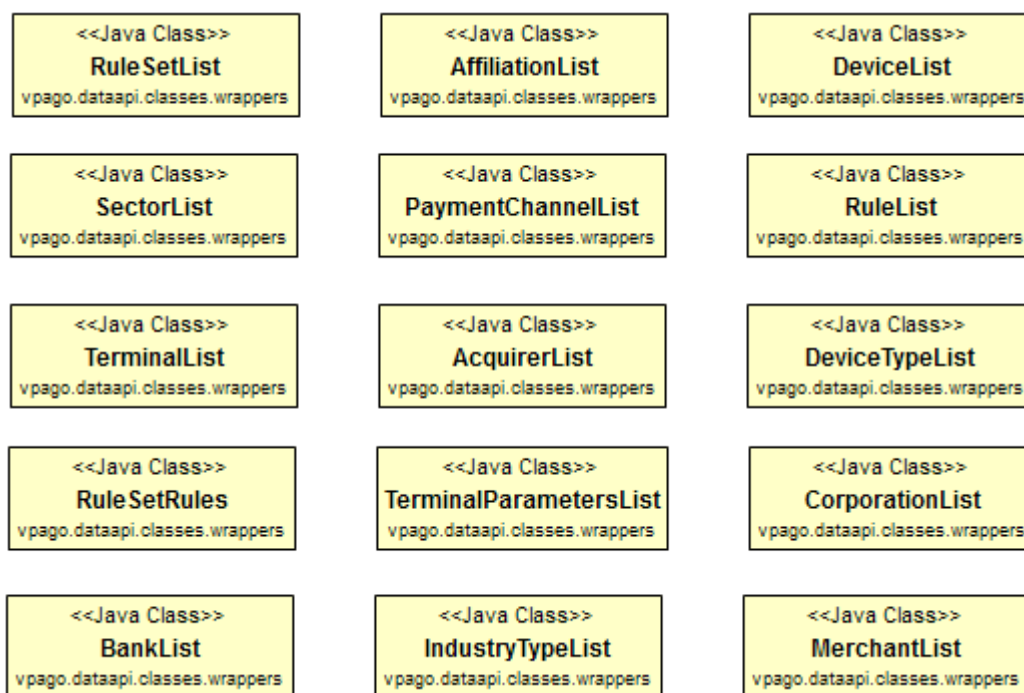 <<Java Class>>
RuleSetList
vpago.dataapi.classes.wrappers
<<Java Class>>
AffiliationList
vpago.dataapi.classes.wrappers
<<Java Class>>
DeviceList
vpago.dataapi.classes.wrappers
<<Java Class>>
SectorList
vpago.dataapi.classes.wrappers
<<Java Class>>
PaymentChannelList
vpago.dataapi.classes.wrappers
<<Java Class>>
RuleList
vpago.dataapi.classes.wrappers
<<Java Class>>
TerminalList
vpago.dataapi.classes.wrappers
<<Java Class>>
AcquirerList
vpago.dataapi.classes.wrappers
<<Java Class>>
DeviceTypeList
vpago.dataapi.classes.wrappers
<<Java Class>>
RuleSetRules
vpago.dataapi.classes.wrappers
<<Java Class>>
TerminalParametersList
vpago.dataapi.classes.wrappers
<<Java Class>>
CorporationList
vpago.dataapi.classes.wrappers
<<Java Class>>
BankList
vpago.dataapi.classes.wrappers
<<Java Class>>
IndustryTypeList
vpago.dataapi.classes.wrappers
<<Java Class>>
MerchantList
vpago.dataapi.classes.wrappers